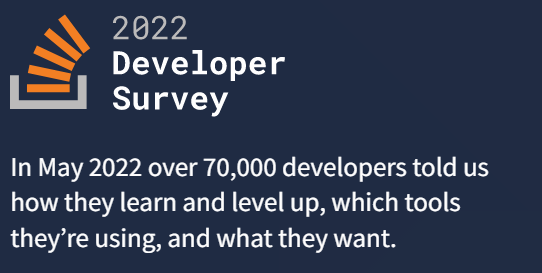 2022
Developer
Survey
In May 2022 over 70,000 developers told us
how they learn and level up, which tools
they’re using, and what they want.